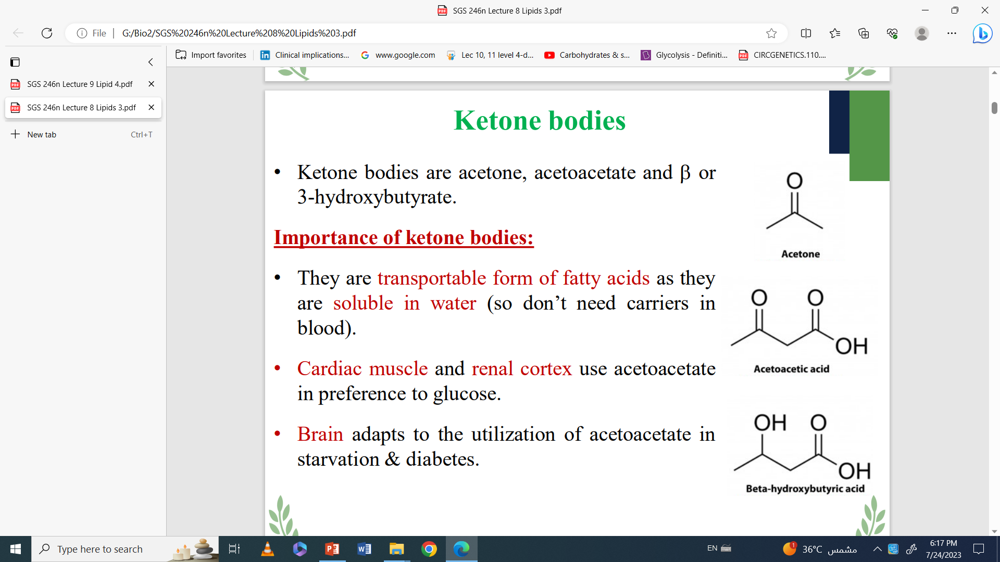 SGS 246n Lecture 8 Lipids 3.pdf
File
G:/Bio2/SGS%20246n%20Lecture%208%20Lipids%203.pdf
Import favorites
Clinical implications...
www.google.com
Lec 10, 11 level 4-d...
Carbohydrates & s...
Glycolysis - Definiti...
CIRCGENETICS.110....
SGS 246n Lecture 9 Lipid 4.pdf
SGS 246n Lecture 8 Lipids 3.pdf
New tab
Ctrl+T
Ketone bodies
• Ketone bodies are acetone, acetoacetate and β or
3-hydroxybutyrate.
Importance of ketone bodies:
• They are transportable form of fatty acids as they
are soluble in water (so don’t need carriers in
blood).
• Cardiac muscle and renal cortex use acetoacetate
in preference to glucose.
• Brain adapts to the utilization of acetoacetate in
starvation & diabetes.
O
Acetone
O O
OH
Acetoacetic acid
OH O
OH
Beta-hydroxybutyric acid
Type here to search
EN
1
36°C مشمس
6:17 PM
7/24/2023